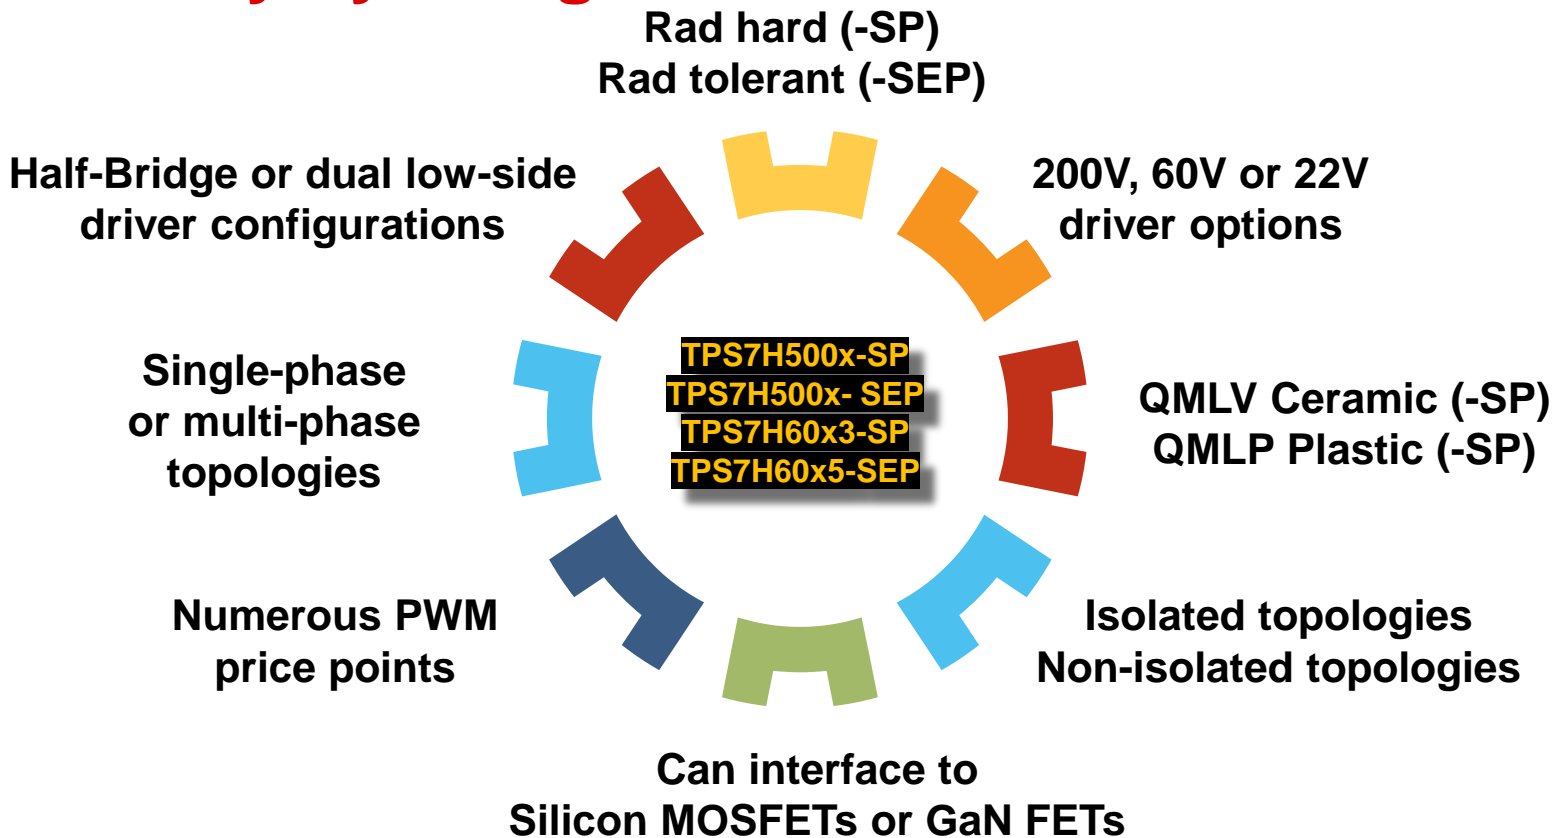 Rad hard (-SP)
Rad tolerant (-SEP)
Half-Bridge or dual low-side
driver configurations
200V, 60V or 22V
driver options
Single-phase
or multi-phase
topologies
TPS7H500x-SP
TPS7H500x- SEP
TPS7H60x3-SP
TPS7H60x5-SEP
QMLV Ceramic (-SP)
QMLP Plastic (-SP)
Numerous PWM
price points
Isolated topologies
Non-isolated topologies
Can interface to
Silicon MOSFETs or GaN FETs